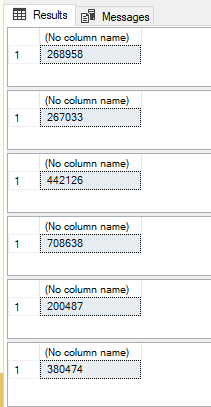 Results Messages
(No column name)
1 268958
(No column name)
1 267033
(No column name)
1 442126
(No column name)
1 708638
(No column name)
1 200487
(No column name)
1 380474